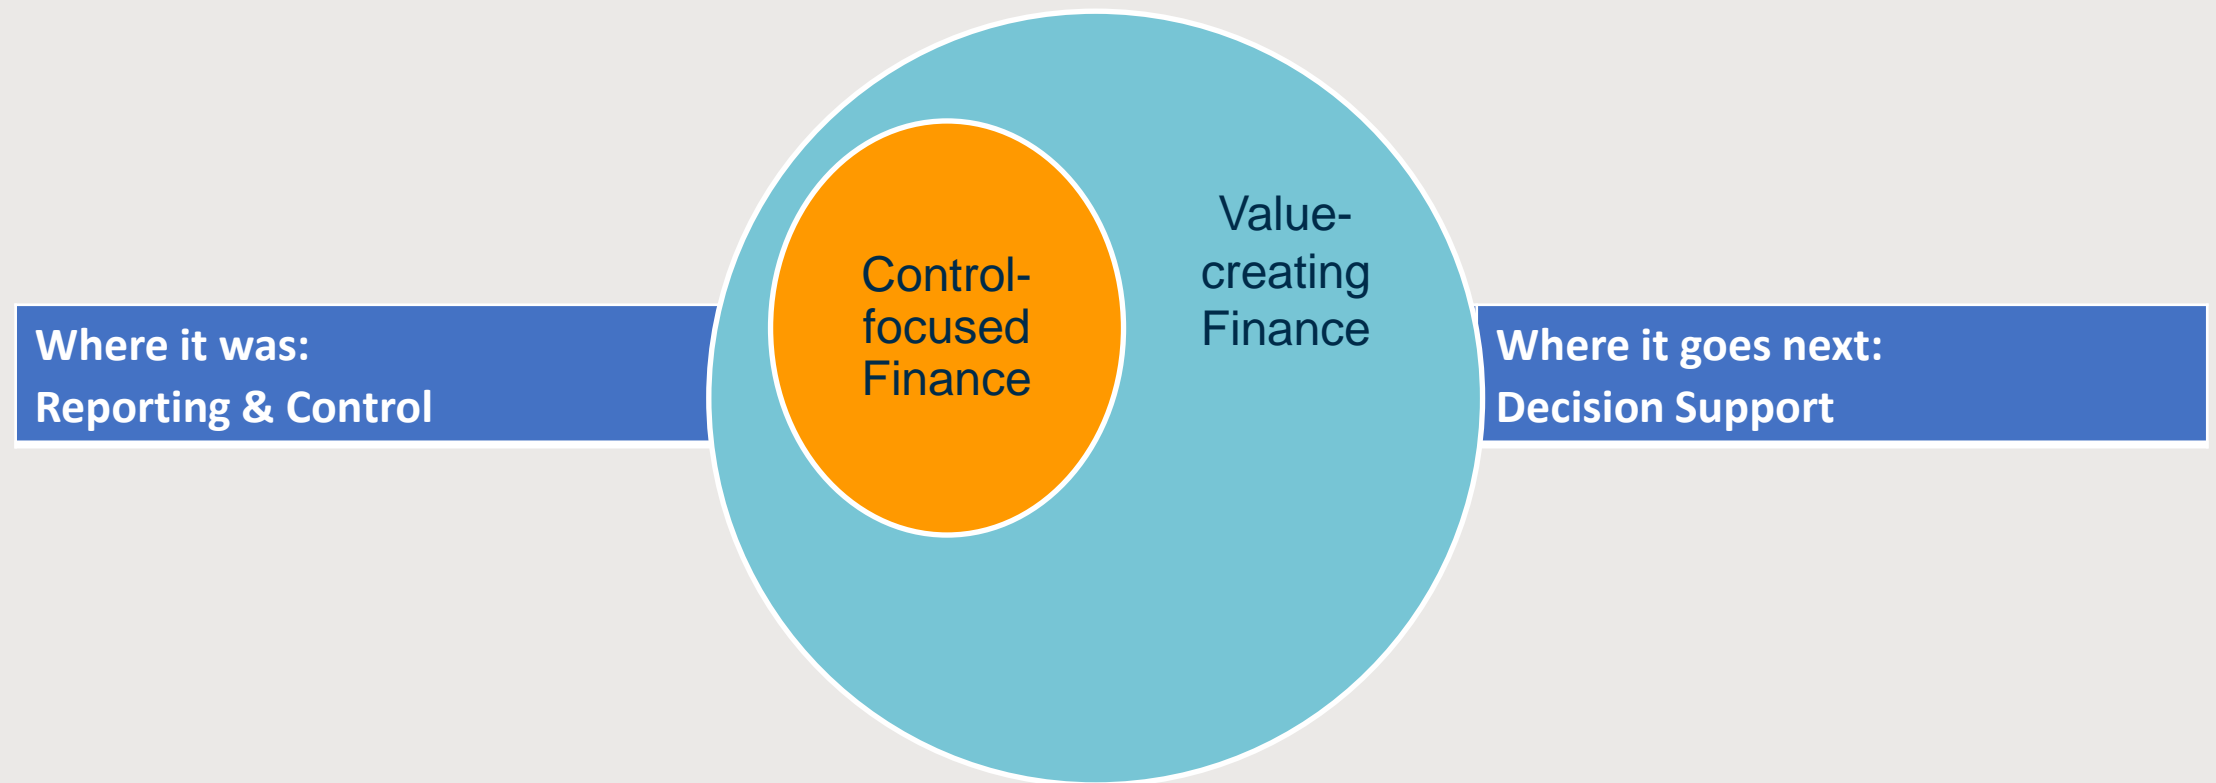 Where it was:
Reporting & Control
Control-
focused
Finance
Value-
creating
Finance
Where it goes next:
Decision Support